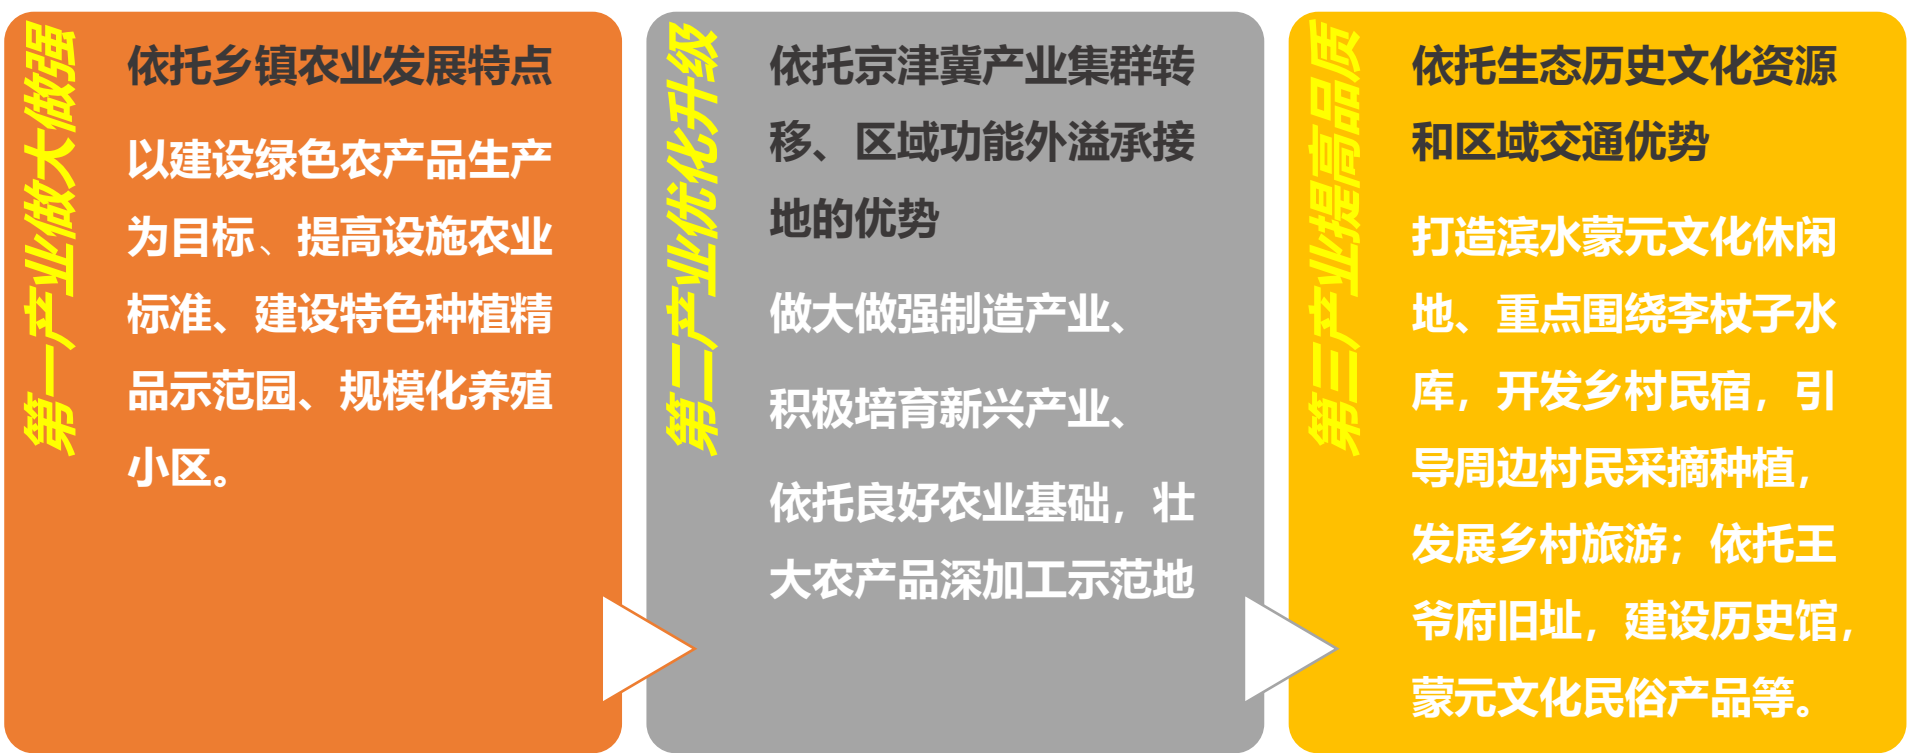 第一产业做大做强
依托乡镇农业发展特点
以建设绿色农产品生产
为目标、提高设施农业
标准、建设特色种植精
品示范园、规模化养殖
小区。
第二产业优化升级
依托京津冀产业集群转
移、区域功能外溢承接
地的优势
做大做强制造产业、
积极培育新兴产业、
依托良好农业基础，壮
大农产品深加工示范地
第三产业提高品质
依托生态历史文化资源
和区域交通优势
打造滨水蒙元文化休闲
地、重点围绕李杖子水
库，开发乡村民宿，引
导周边村民采摘种植，
发展乡村旅游；依托王
爷府旧址，建设历史馆，
蒙元文化民俗产品等。